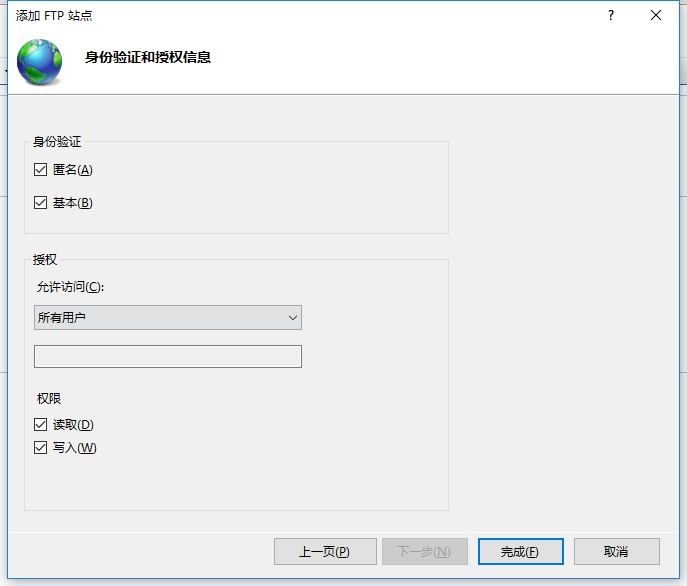 添加 FTP 站点
身份验证和授权信息
身份验证
匿名(A)
基本(B)
授权
允许访问(C):
所有用户
权限
读取(D)
写入(W)
上一页(P) 下一步(N) 完成(F) 取消